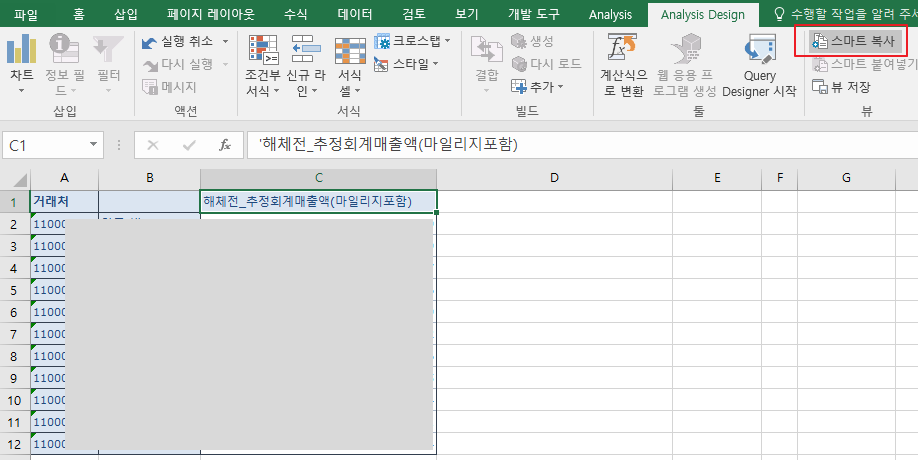 파일 홈 삽입 페이지 레이아웃 수식 데이터 검토 보기 개발 도구 Analysis Analysis Design 수행할 작업을 알려 주세
차트 정보 필드 필터 실행 취소 다시 실행 메시지
조건부 서식 신규 라인 서식 셀 크로스탭 스타일
결합 생성 다시 로드 추가
계산식으로 변환 웹 응용 프로그램 생성 Query Designer 시작
스마트 복사 스마트 붙여넣기 뷰 저장
삽입 액션 서식 빌드 툴 뷰
C1 fx '해체전_추정회계매출액(마일리지포함)
A B C D E F G
1 거래처 해체전_추정회계매출액(마일리지포함)
2 11000
3 11000
4 11000
5 11000
6 11000
7 11000
8 11000
9 11000
10 11000
11 11000
12 11000